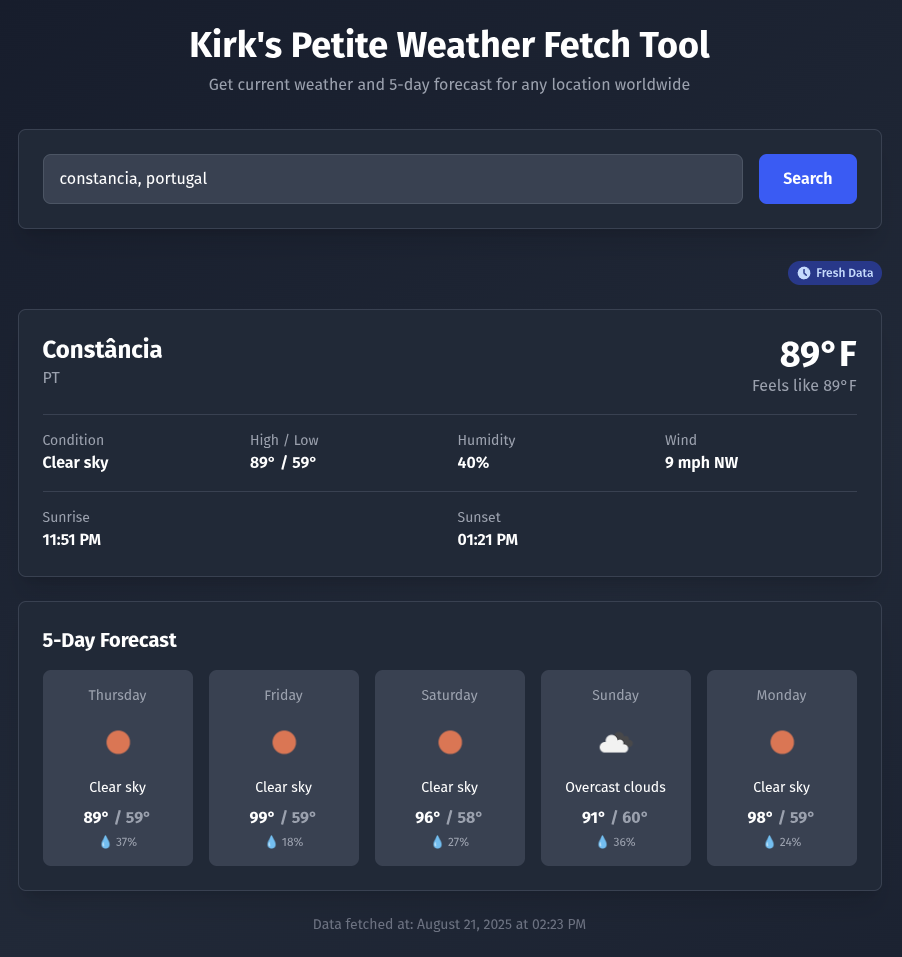 Kirk's Petite Weather Fetch Tool
Get current weather and 5-day forecast for any location worldwide
constancia, portugal
Search
Fresh Data
Constância
PT
89°F
Feels like 89°F
Condition
Clear sky
High / Low
89° / 59°
Humidity
40%
Wind
9 mph NW
Sunrise
11:51 PM
Sunset
01:21 PM
5-Day Forecast
Thursday
Clear sky
89° / 59°
37%
Friday
Clear sky
99° / 59°
18%
Saturday
Clear sky
96° / 58°
27%
Sunday
Overcast clouds
91° / 60°
36%
Monday
Clear sky
98° / 59°
24%
Data fetched at: August 21, 2025 at 02:23 PM